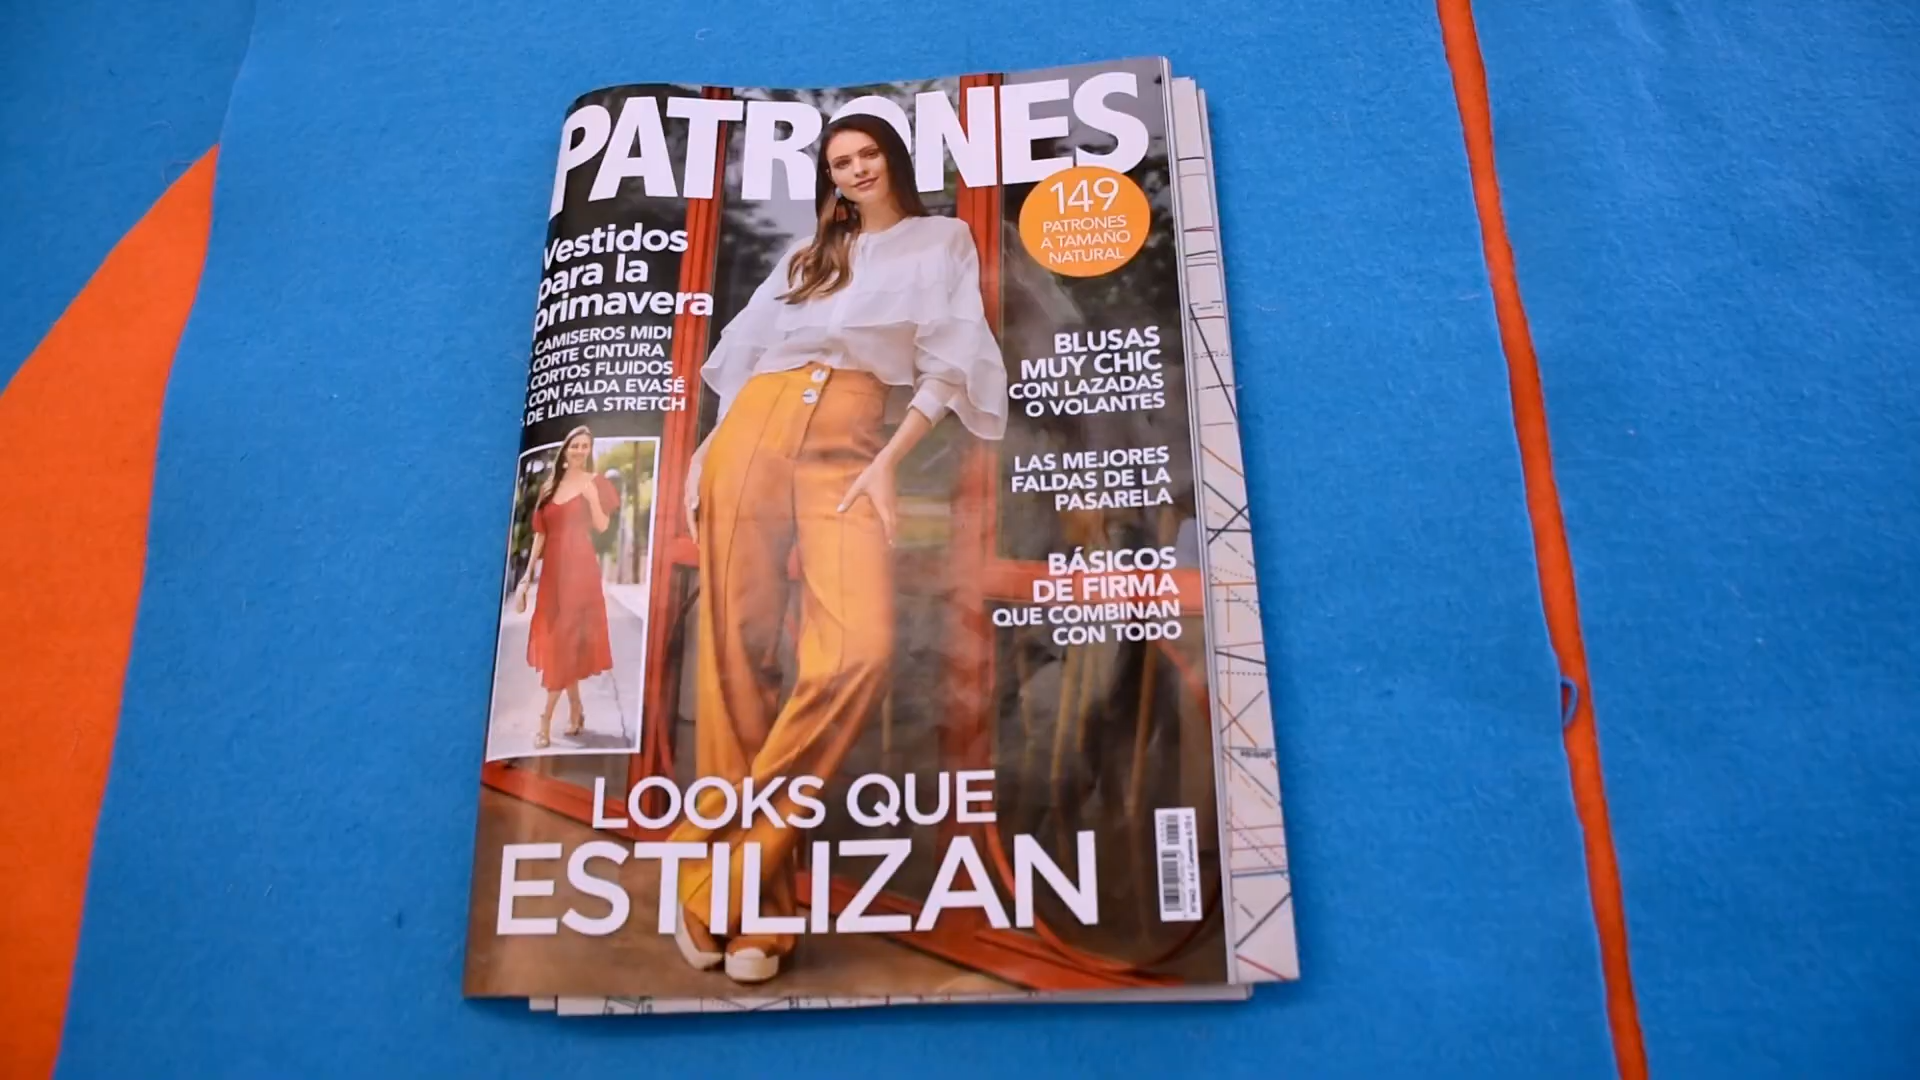 PATRONES
149
PATRONES
A TAMAÑO
NATURAL
Vestidos
para la
primavera
CAMISEROS MIDI
CORTE CINTURA
CORTOS FLUIDOS
CON FALDA EVASÉ
DE LÍNEA STRETCH
BLUSAS
MUY CHIC
CON LAZADAS
O VOLANTES
LAS MEJORES
FALDAS DE LA
PASARELA
BÁSICOS
DE FIRMA
QUE COMBINAN
CON TODO
LOOKS QUE
ESTILIZAN